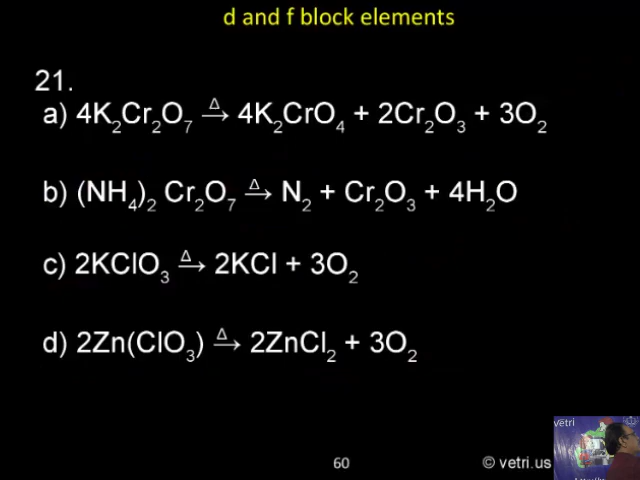 d and f block elements
21.
a) 4K₂Cr₂O₇ →Δ 4K₂CrO₄ + 2Cr₂O₃ + 3O₂
b) (NH₄)₂ Cr₂O₇ →Δ N₂ + Cr₂O₃ + 4H₂O
c) 2KClO₃ →Δ 2KCl + 3O₂
d) 2Zn(ClO₃) →Δ 2ZnCl₂ + 3O₂
vetri
60
© vetri.us